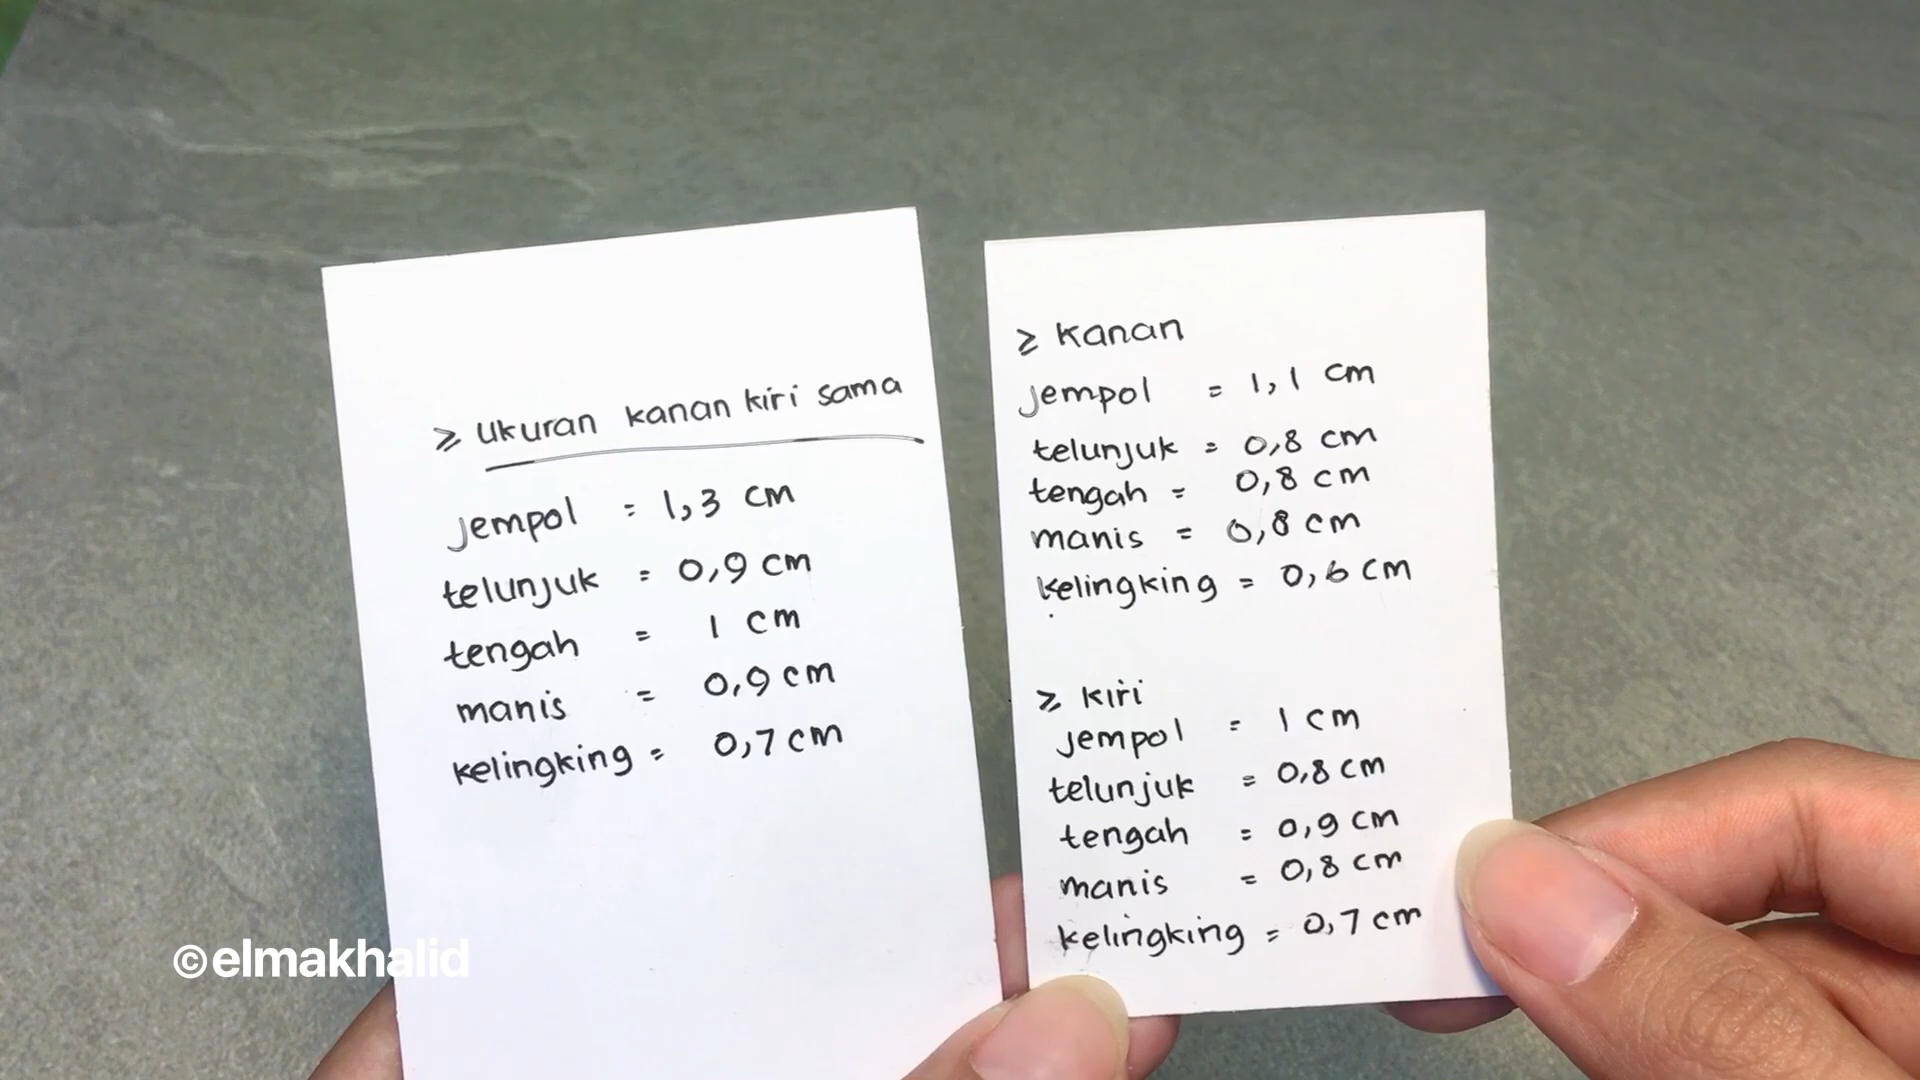 ≥ Ukuran kanan kiri sama
jempol = 1,3 cm
telunjuk = 0,9 cm
tengah = 1 cm
manis = 0,9 cm
kelingking = 0,7 cm
≥ Kanan
jempol = 1,1 cm
telunjuk = 0,8 cm
tengah = 0,8 cm
manis = 0,8 cm
kelingking = 0,6 cm
≥ Kiri
jempol = 1 cm
telunjuk = 0,8 cm
tengah = 0,9 cm
manis = 0,8 cm
kelingking = 0,7 cm
©elmakhalid